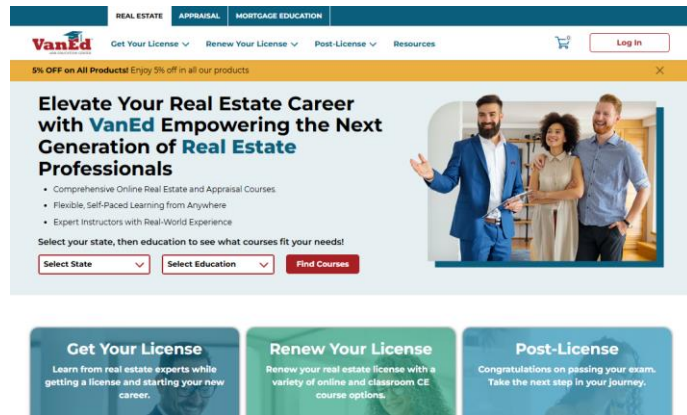 REAL ESTATE APPRAISAL MORTGAGE EDUCATION
VanEd Get Your License Renew Your License Post-License Resources 0 Log In
5% OFF on All Products! Enjoy 5% off in all our products
Elevate Your Real Estate Career
with VanEd Empowering the Next
Generation of Real Estate
Professionals
• Comprehensive Online Real Estate and Appraisal Courses.
• Flexible, Self-Paced Learning from Anywhere
• Expert Instructors with Real-World Experience
Select your state, then education to see what courses fit your needs!
Select State Select Education Find Courses
Get Your License
Learn from real estate experts while
getting a license and starting your new
career.
Renew Your License
Renew your real estate license with a
variety of online and classroom CE
course options.
Post-License
Congratulations on passing your exam.
Take the next step in your journey.